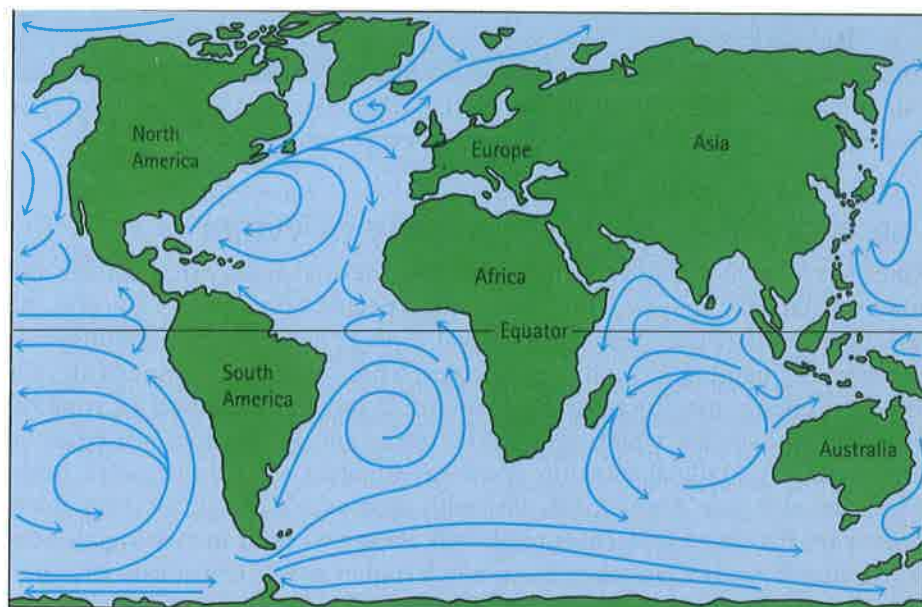 North
America
Europe
Asia
Africa
Equator
South
America
Australia